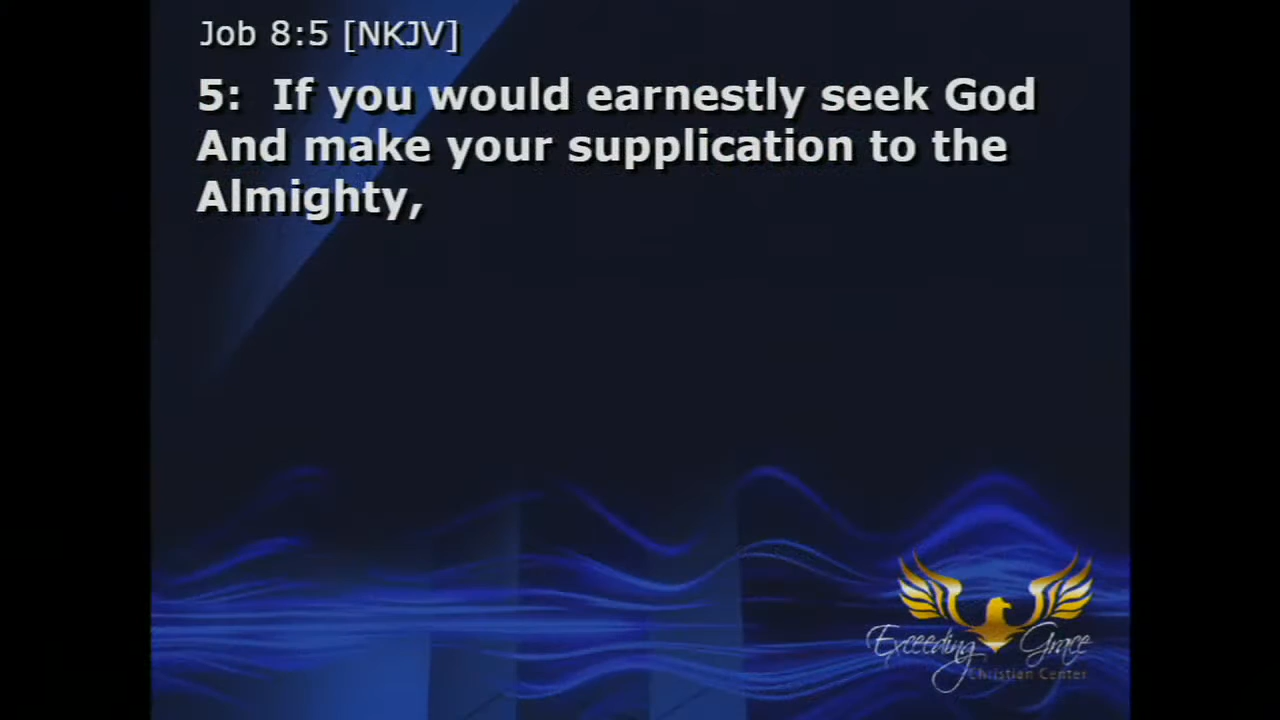 Job 8:5 [NKJV]
5: If you would earnestly seek God
And make your supplication to the
Almighty,
Exceeding Grace
Christian Center